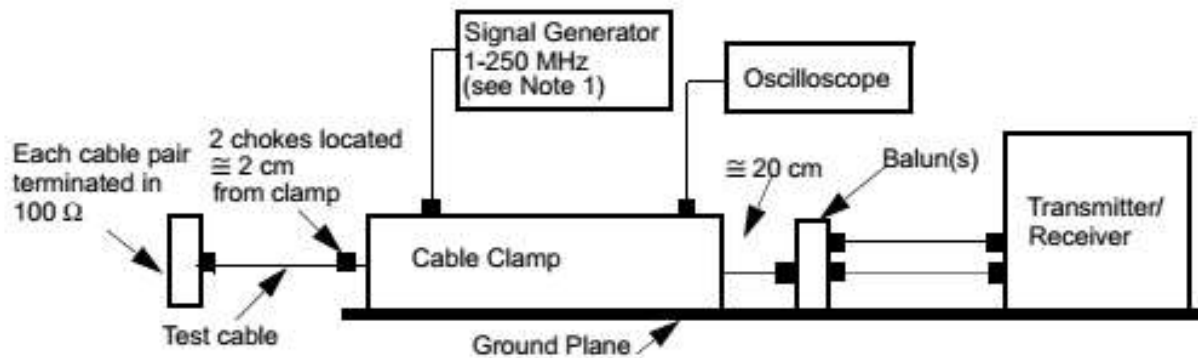 Signal Generator
1-250 MHz
(see Note 1)
Oscilloscope
2 chokes located
≅ 2 cm
from clamp
Each cable pair
terminated in
100 Ω
≅ 20 cm
Balun(s)
Transmitter/
Receiver
Cable Clamp
Test cable
Ground Plane